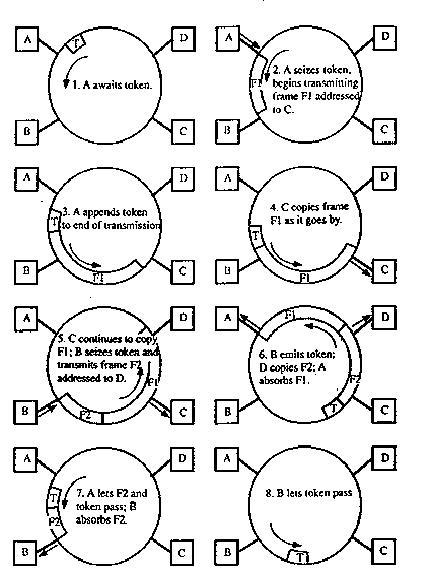 A
D
T
1. A awaits token.
B
C
A
D
2. A seizes token,
begins transmitting
F1
frame F1 addressed
to C.
B
C
A
D
3. A appends token
T
to end of transmission
B
C
F1
A
D
4. C copies frame
F1 as it goes by.
T
B
C
F1
A
D
5. C continues to copy
F1; B seizes token and
transmits frame F2
addressed to D.
F1
B
F2
C
F1
A
D
6. B emits token;
D copies F2; A
absorbs F1.
F2
T
B
C
A
D
7. A lets F2 and
T
token pass; B
F2
absorbs F2.
B
C
A
D
8. B lets token pass
B
C